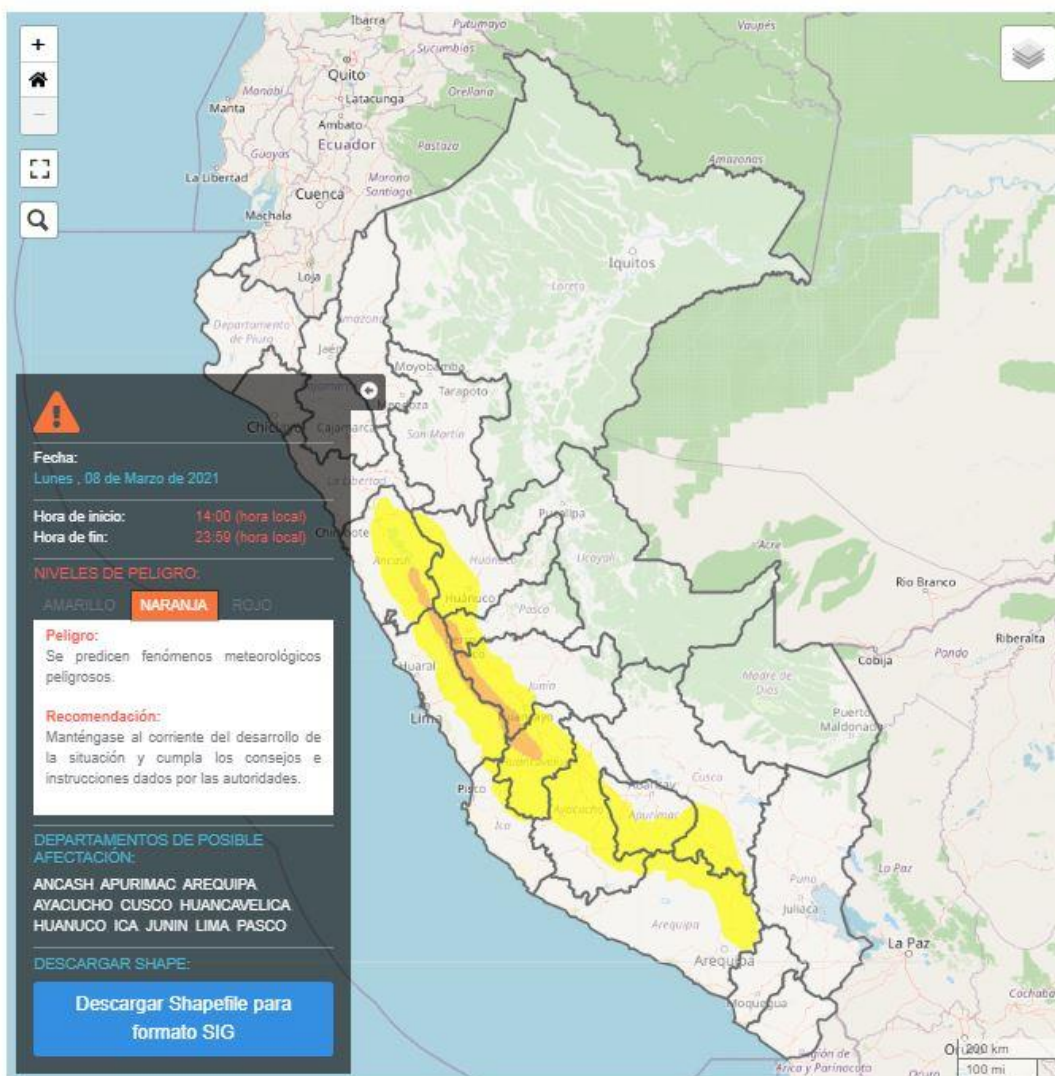 +
−
Ibarra
Putumayo
Vaupés
Sucumbíos
Quito
Manabí
Latacunga
Orellana
Manta
Ambato
Ecuador
Pastaza
Guayas
Morona
Santiago
Amazonas
La Libertad
Cuenca
Machala
Iquitos
Loja
Loreto
Departamento
de Piura
Amazonas
Jaén
Moyobamba
Tarapoto
Mendoza
Chiclayo
Cajamarca
San Martín
La Libertad
Fecha:
Lunes , 08 de Marzo de 2021
Hora de inicio: 14:00 (hora local)
Hora de fin: 23:59 (hora local)
Chimbote
Pucallpa
Ancash
Huánuco
Ucayali
Acre
Huánuco
Pasco
Rio Branco
NIVELES DE PELIGRO:
AMARILLO NARANJA ROJO
Peligro:
Se predicen fenómenos meteorológicos
peligrosos.
Recomendación:
Manténgase al corriente del desarrollo de
la situación y cumpla los consejos e
instrucciones dados por las autoridades.
Riberalta
Pando
Cobija
Huaral
Junín
Madre de
Dios
Lima
Puerto
Maldonado
Cusco
Pisco
Abancay
Ayacucho
Apurímac
Ica
DEPARTAMENTOS DE POSIBLE
AFECTACIÓN:
ANCASH APURIMAC AREQUIPA
AYACUCHO CUSCO HUANCAVELICA
HUANUCO ICA JUNIN LIMA PASCO
Puno
La Paz
Juliaca
Arequipa
La Paz
Arequipa
DESCARGAR SHAPE:
Descargar Shapefile para
formato SIG
Moquegua
Cochaba
200 km
100 mi
Región de
Arica y Parinacota
Oruro